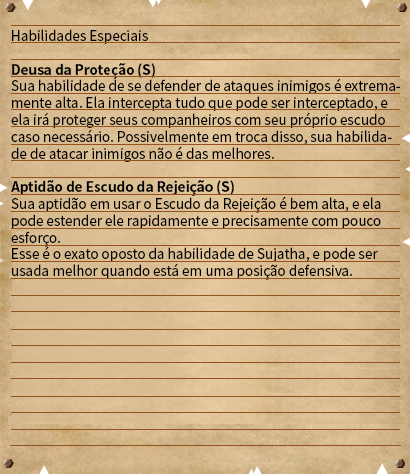 Habilidades Especiais
Deusa da Proteção (S)
Sua habilidade de se defender de ataques inimigos é extrema-
mente alta. Ela intercepta tudo que pode ser interceptado, e
ela irá proteger seus companheiros com seu próprio escudo
caso necessário. Possivelmente em troca disso, sua habilida-
de de atacar inimigos não é das melhores.
Aptidão de Escudo da Rejeição (S)
Sua aptidão em usar o Escudo da Rejeição é bem alta, e ela
pode estender ele rapidamente e precisamente com pouco
esforço.
Esse é o exato oposto da habilidade de Sujatha, e pode ser
usada melhor quando está em uma posição defensiva.